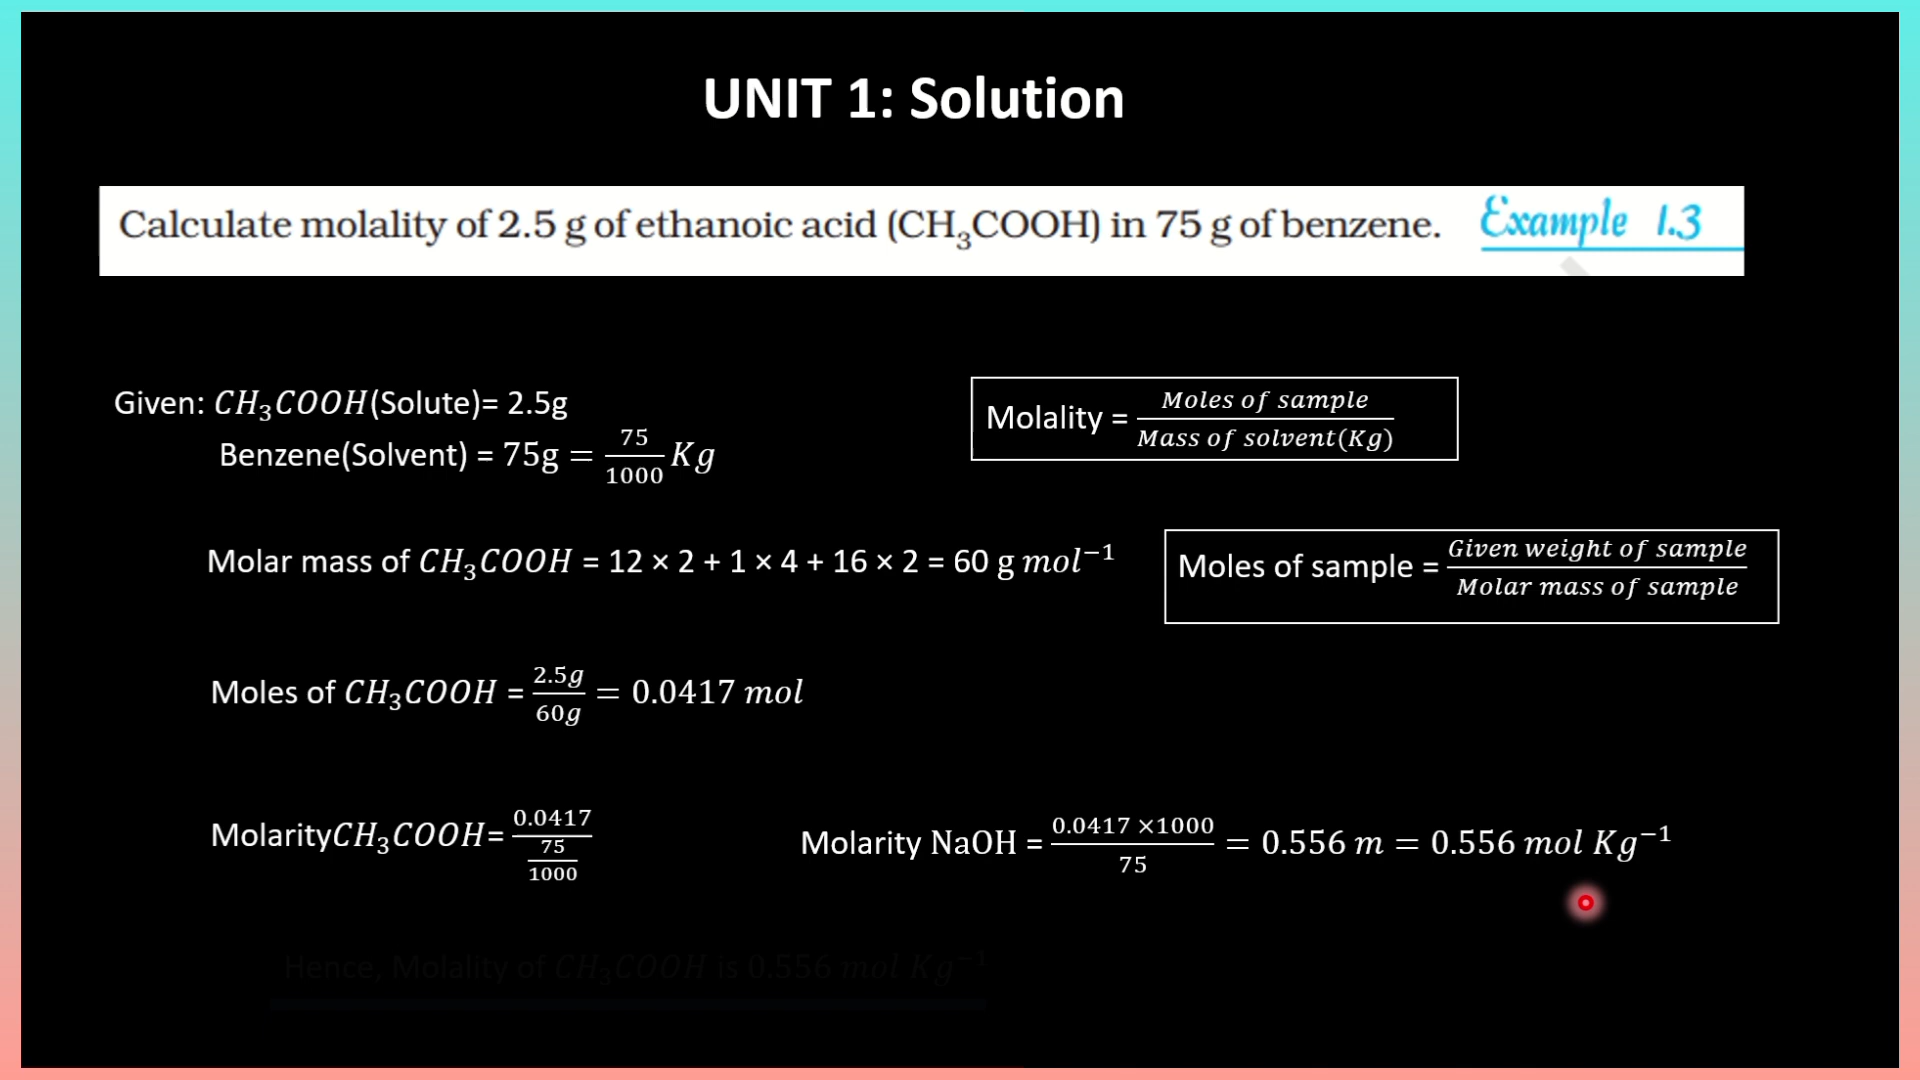 UNIT 1: Solution
Calculate molality of 2.5 g of ethanoic acid (CH₃COOH) in 75 g of benzene. Example 1.3
Given: CH₃COOH(Solute)= 2.5g
Benzene(Solvent) = 75g = 75/1000 Kg
Molality = Moles of sample / Mass of solvent(Kg)
Molar mass of CH₃COOH = 12 × 2 + 1 × 4 + 16 × 2 = 60 g mol⁻¹
Moles of sample = Given weight of sample / Molar mass of sample
Moles of CH₃COOH = 2.5g/60g = 0.0417 mol
MolarityCH₃COOH= 0.0417/(75/1000)
Molarity NaOH = 0.0417 ×1000/75 = 0.556 m = 0.556 mol Kg⁻¹
Hence, Molality of CH₃COOH is 0.556 mol Kg⁻¹